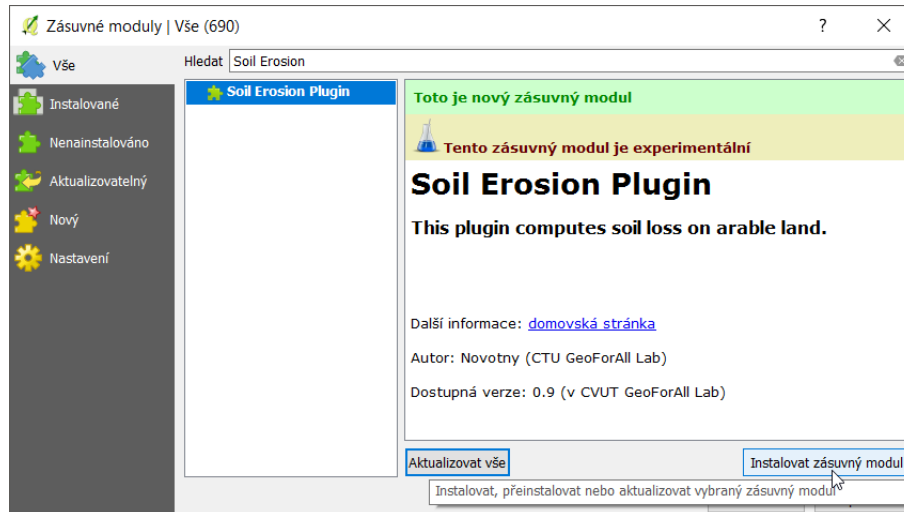 Zásuvné moduly | Vše (690)
?
Vše
Hledat Soil Erosion
Instalované
Nenainstalováno
Aktualizovatelný
Nový
Nastavení
Soil Erosion Plugin
Toto je nový zásuvný modul
Tento zásuvný modul je experimentální
Soil Erosion Plugin
This plugin computes soil loss on arable land.
Další informace: domovská stránka
Autor: Novotny (CTU GeoForAll Lab)
Dostupná verze: 0.9 (v CVUT GeoForAll Lab)
Aktualizovat vše
Instalovat zásuvný modul
Instalovat, přeinstalovat nebo aktualizovat vybraný zásuvný modul